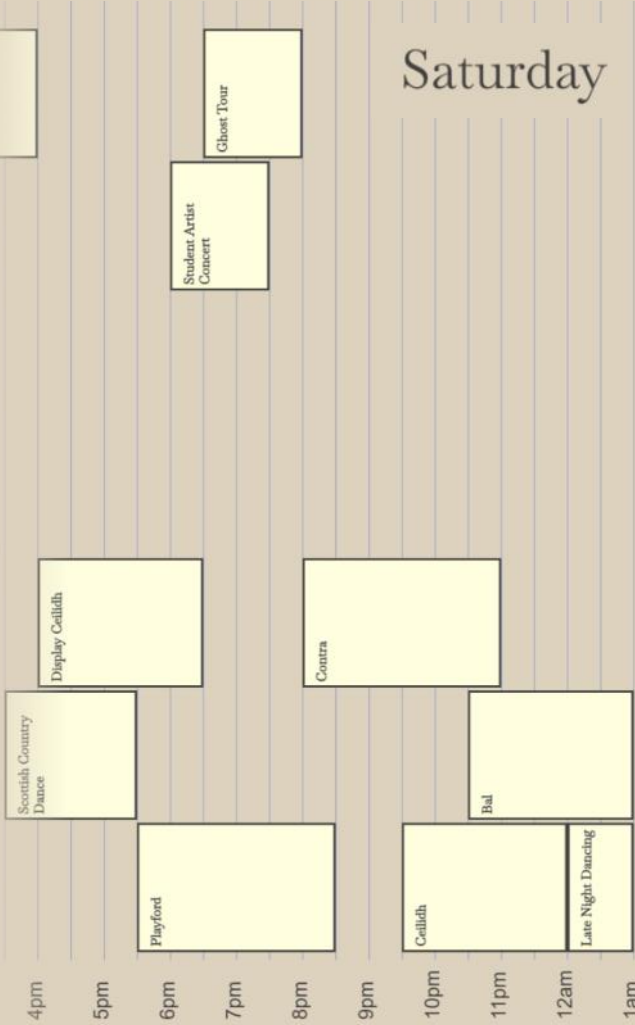 Saturday
4pm
5pm
6pm
7pm
8pm
9pm
10pm
11pm
12am
1am
Ghost Tour
Student Artist
Concert
Display Ceilidh
Contra
Scottish Country
Dance
Bal
Playford
Ceilidh
Late Night Dancing